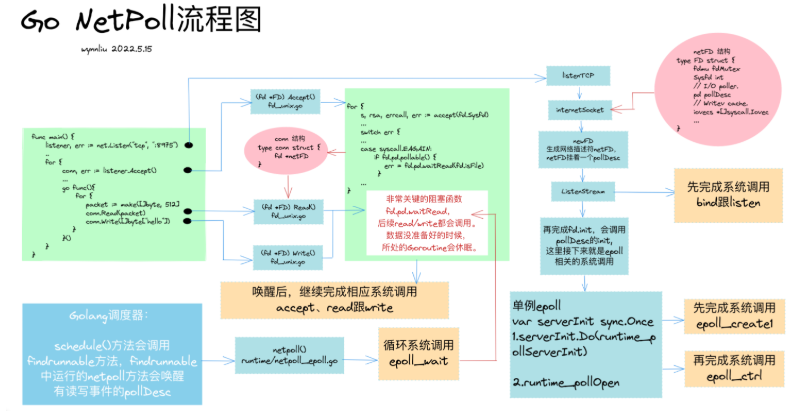 Go NetPoll流程图
wymnliu 2022.5.15
func main() {
listener, err := net.Listen("tcp", ":8975")
...
for {
conn, err := listener.Accept()
...
go func(){
for {
packet := make([]byte, 512)
conn.Read(packet)
conn.Write([]byte("hello"))
}
}()
}
(fd *FD) Accept()
fd_unix.go
conn 结构
type conn struct {
fd *netFD
}
(fd *FD) Read()
fd_unix.go
(fd *FD) Write()
fd_unix.go
for {
s, rsa, errcall, err := accept(fd.Sysfd)
...
switch err {
...
case syscall.EAGAIN:
if fd.pd.pollable() {
err = fd.pd.waitRead(fd.isFile)
}
...
}
非常关键的阻塞函数
fd.pd.waitRead,
后续read/write都会调用。
数据没准备好的时候,
所处的Goroutine会休眠。
唤醒后，继续完成相应系统调用
accept、read跟write
listenTCP
internetSocket
netFD 结构
type FD struct {
fdmu fdMutex
Sysfd int
// I/O poller.
pd pollDesc
// Writev cache.
iovecs *[]syscall.Iovec
...
}
newFD
生成网络描述符netFD,
netFD挂着一个pollDesc
ListenStream
先完成系统调用
bind跟listen
再完成fd.init，会调用
pollDesc的init,
这里接下来就是epoll
相关的系统调用
单例epoll
var serverInit sync.Once
1.serverInit.Do(runtime_p
ollServerInit)
2.runtime_pollOpen
先完成系统调用
epoll_create1
再完成系统调用
epoll_ctrl
Golang调度器：
schedule()方法会调用
findrunnable方法，findrunnable
中运行的netpoll方法会唤醒
有读写事件的pollDesc
netpoll()
runtime/netpoll_epoll.go
循环系统调用
epoll_wait